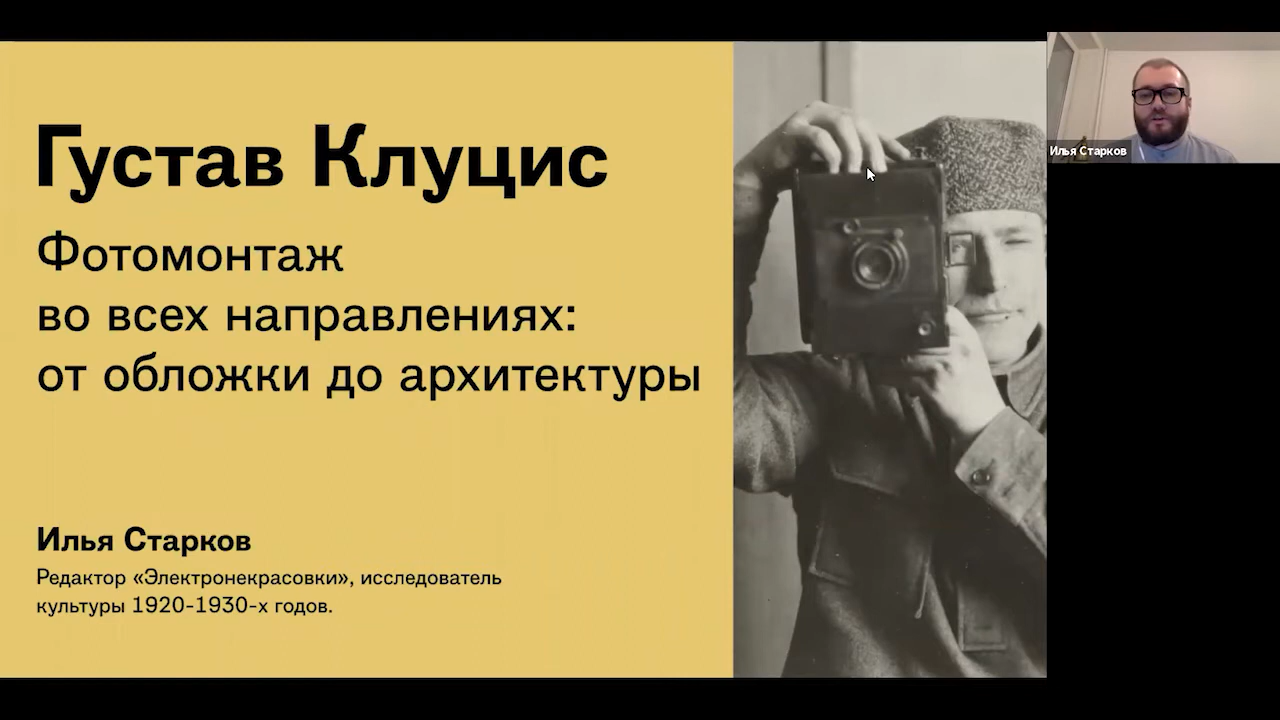 Густав Клуцис
Фотомонтаж
во всех направлениях:
от обложки до архитектуры
Илья Старков
Редактор «Электронекрасовки», исследователь
культуры 1920-1930-х годов.
Илья Старков